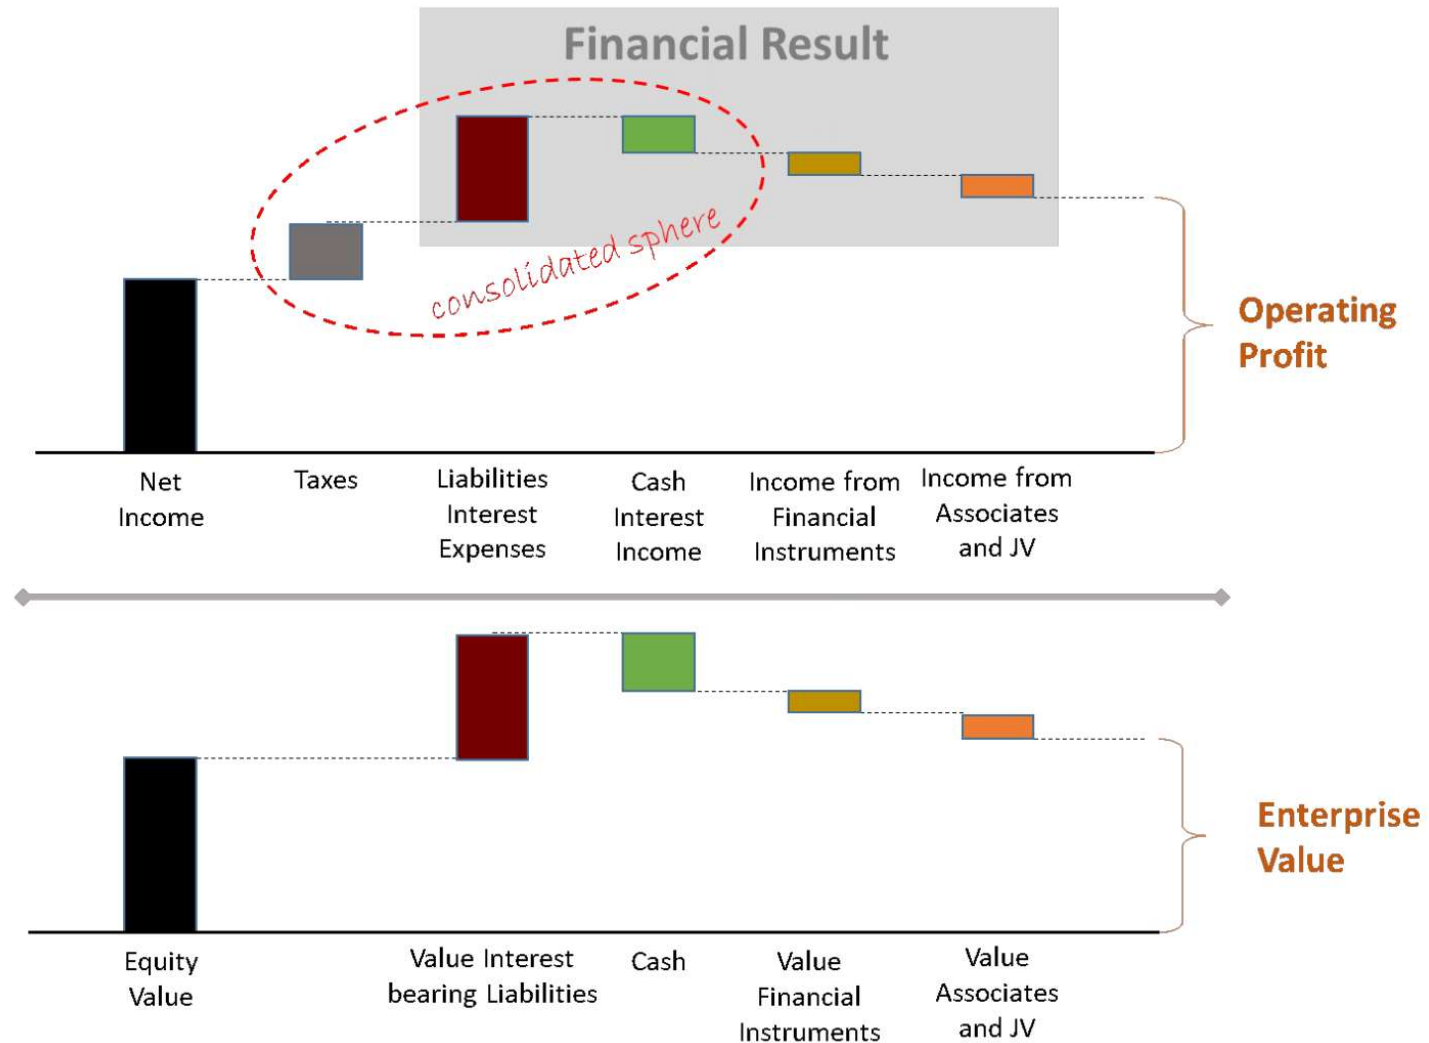 Financial Result
consolidated sphere
Operating
Profit
Net
Income
Taxes
Liabilities
Interest
Expenses
Cash
Interest
Income
Income from
Financial
Instruments
Income from
Associates
and JV
Enterprise
Value
Equity
Value
Value Interest
bearing Liabilities
Cash
Value
Financial
Instruments
Value
Associates
and JV